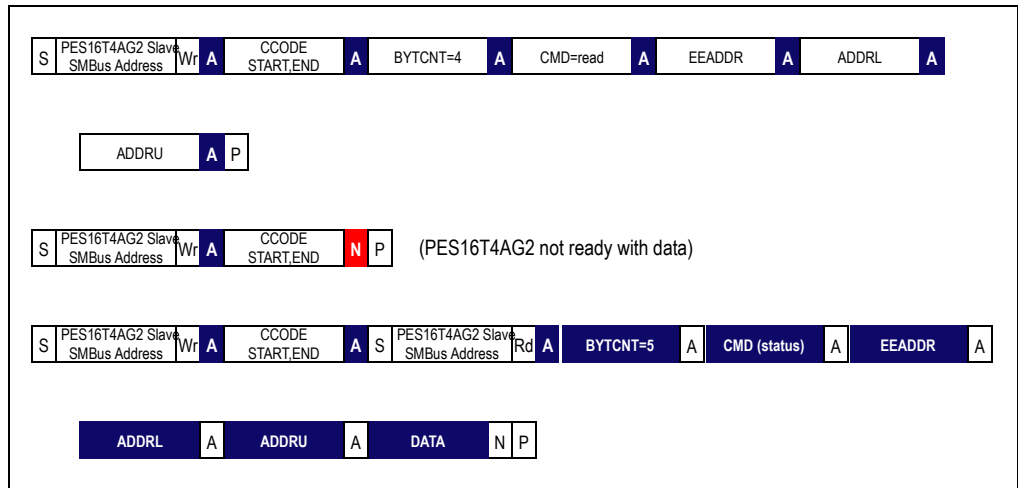 S PES16T4AG2 Slave SMBus Address Wr A CCODE START,END A BYTCNT=4 A CMD=read A EEADDR A ADDRL A
ADDRU A P
S PES16T4AG2 Slave SMBus Address Wr A CCODE START,END N P (PES16T4AG2 not ready with data)
S PES16T4AG2 Slave SMBus Address Wr A CCODE START,END A S PES16T4AG2 Slave SMBus Address Rd A BYTCNT=5 A CMD (status) A EEADDR A
ADDRL A ADDRU A DATA N P